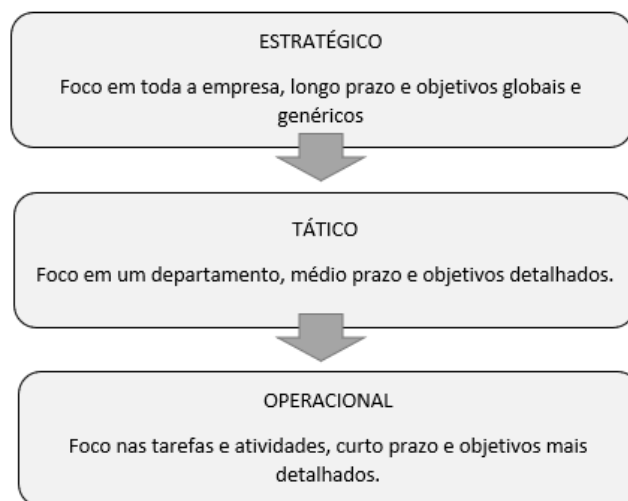 ESTRATÉGICO
Foco em toda a empresa, longo prazo e objetivos globais e
genéricos
TÁTICO
Foco em um departamento, médio prazo e objetivos detalhados.
OPERACIONAL
Foco nas tarefas e atividades, curto prazo e objetivos mais
detalhados.